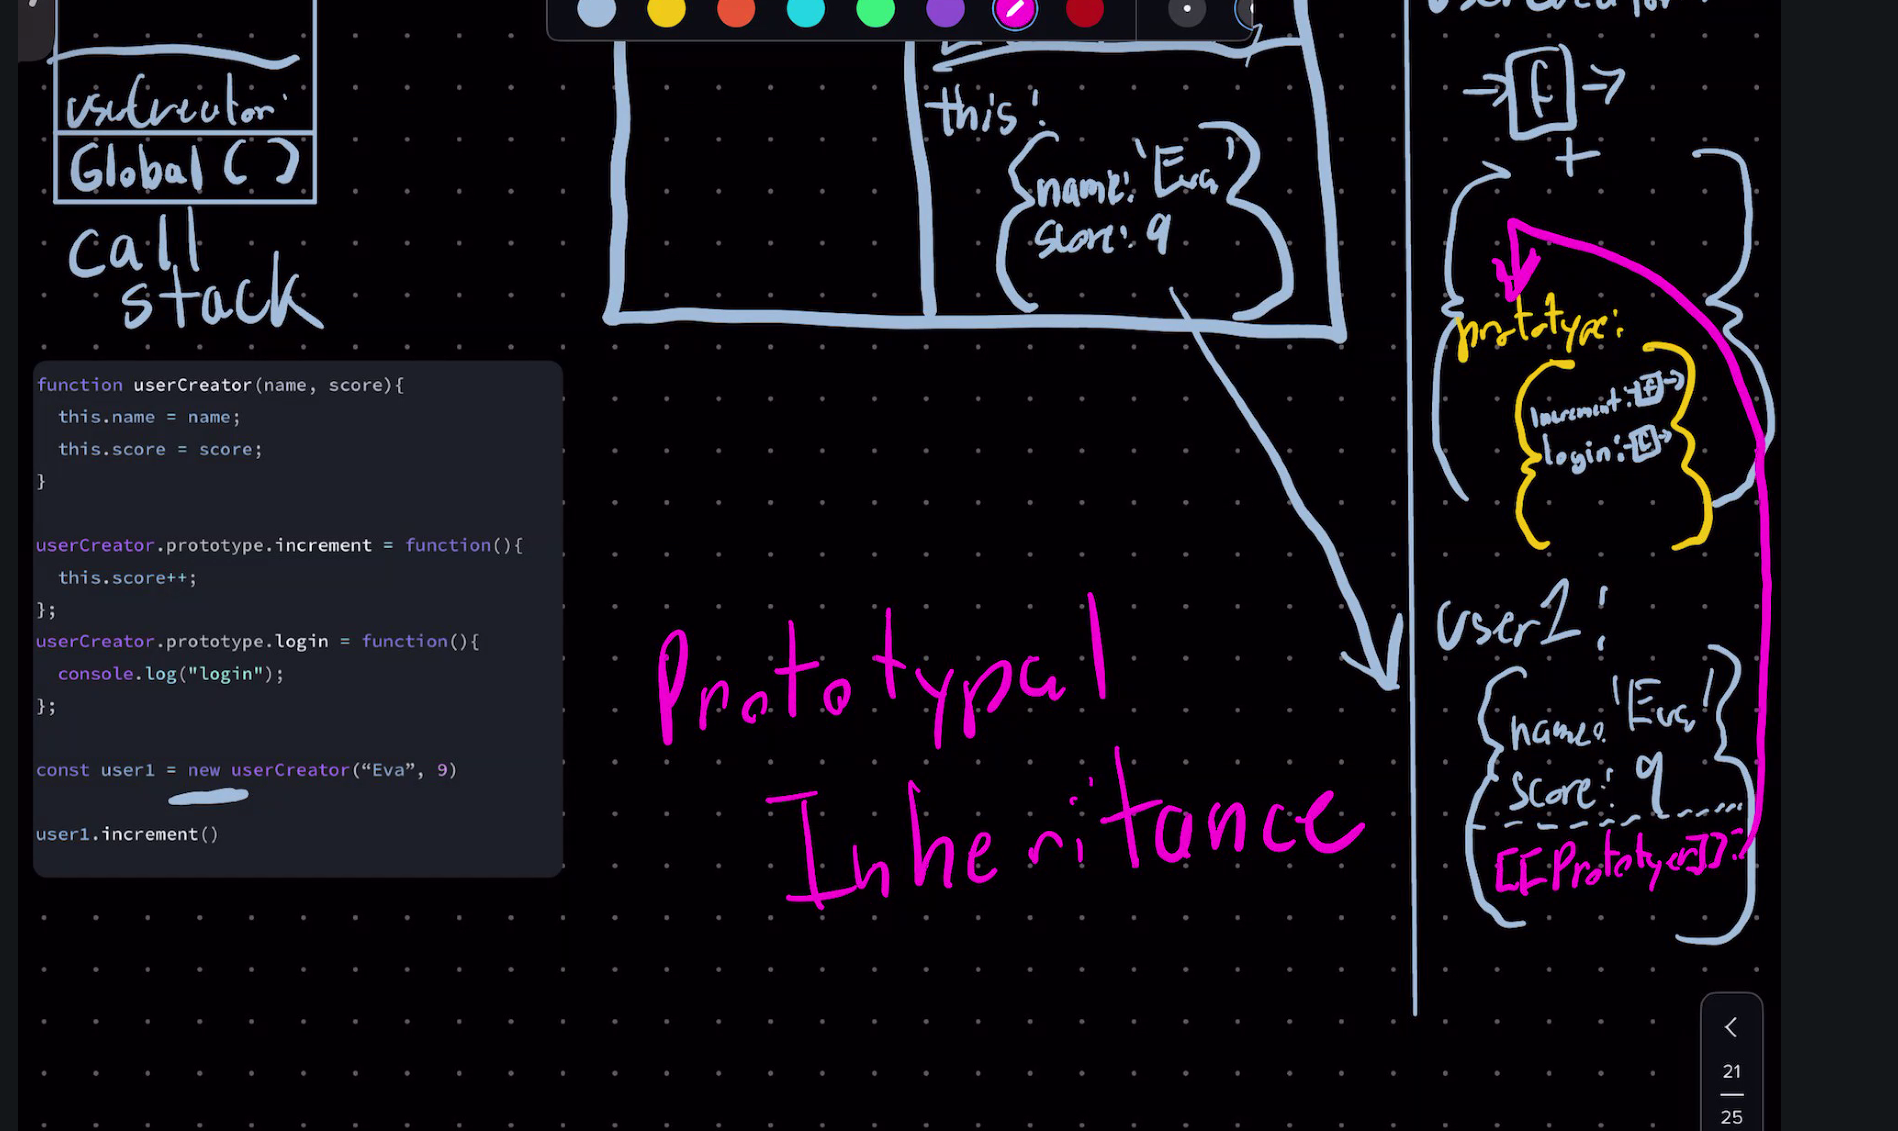 userCreator:
userCreator:
Global()
call
stack
this:
name: 'Eva'
score: 9
f
+
prototype:
increment: f
login: f
user1:
name: 'Eva'
score: 9
[[Prototype]]:
function userCreator(name, score){
this.name = name;
this.score = score;
}
userCreator.prototype.increment = function(){
this.score++;
};
userCreator.prototype.login = function(){
console.log("login");
};
const user1 = new userCreator(“Eva”, 9)
user1.increment()
Prototypal
Inheritance
21
25